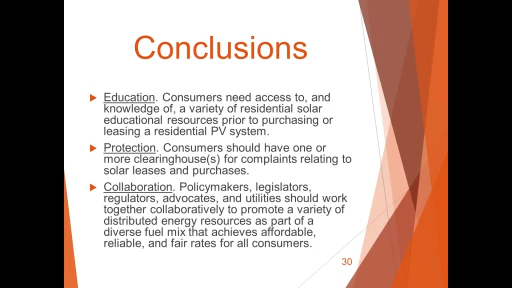 Conclusions
Education. Consumers need access to, and
knowledge of, a variety of residential solar
educational resources prior to purchasing or
leasing a residential PV system.
Protection. Consumers should have one or
more clearinghouse(s) for complaints relating to
solar leases and purchases.
Collaboration. Policymakers, legislators,
regulators, advocates, and utilities should work
together collaboratively to promote a variety of
distributed energy resources as part of a
diverse fuel mix that achieves affordable,
reliable, and fair rates for all consumers.
30